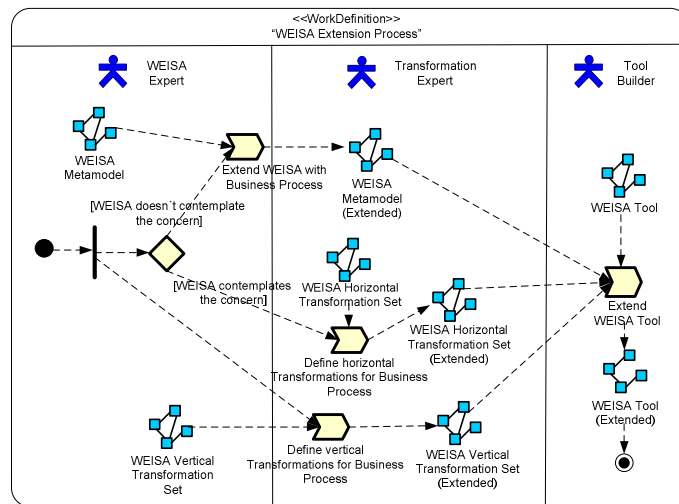 <<WorkDefinition>>
“WEISA Extension Process”
WEISA
Expert
Transformation
Expert
Tool
Builder
WEISA
Metamodel
Extend WEISA with
Business Process
WEISA
Metamodel
(Extended)
WEISA Tool
[WEISA doesn´t contemplate
the concern]
[WEISA contemplates
the concern]
WEISA Horizontal
Transformation Set
WEISA Horizontal
Transformation Set
(Extended)
Extend
WEISA Tool
Define horizontal
Transformations for Business
Process
WEISA Tool
(Extended)
WEISA Vertical
Transformation
Set
Define vertical
Transformations for Business
Process
WEISA Vertical
Transformation Set
(Extended)